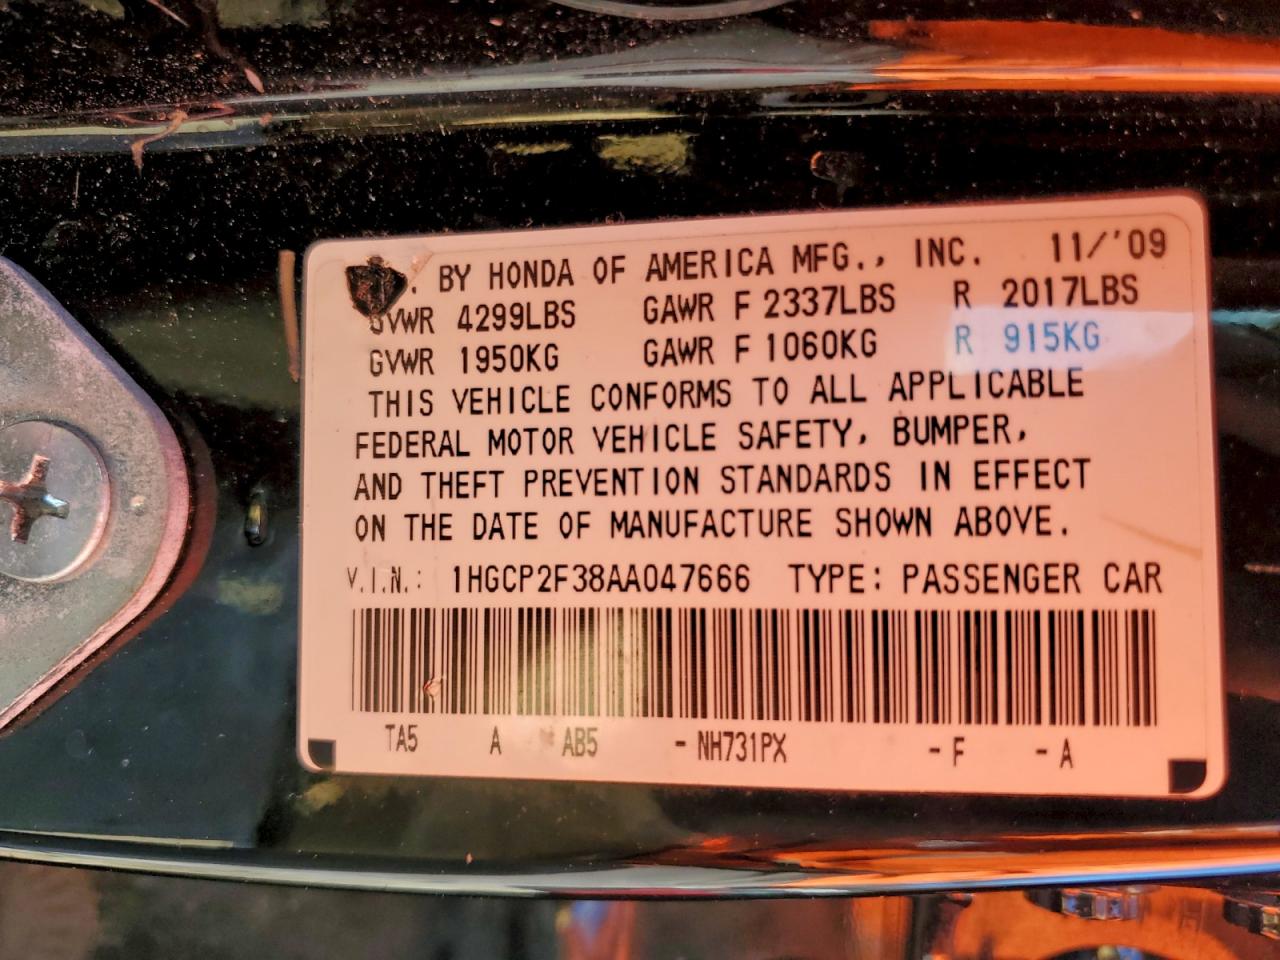 . BY HONDA OF AMERICA MFG., INC. 11/'09
GVWR 4299LBS GAWR F 2337LBS R 2017LBS
GVWR 1950KG GAWR F 1060KG R 915KG
THIS VEHICLE CONFORMS TO ALL APPLICABLE
FEDERAL MOTOR VEHICLE SAFETY, BUMPER,
AND THEFT PREVENTION STANDARDS IN EFFECT
ON THE DATE OF MANUFACTURE SHOWN ABOVE.
V.I.N.: 1HGCP2F38AA047666 TYPE: PASSENGER CAR
TA5 A AB5 - NH731PX - F - A